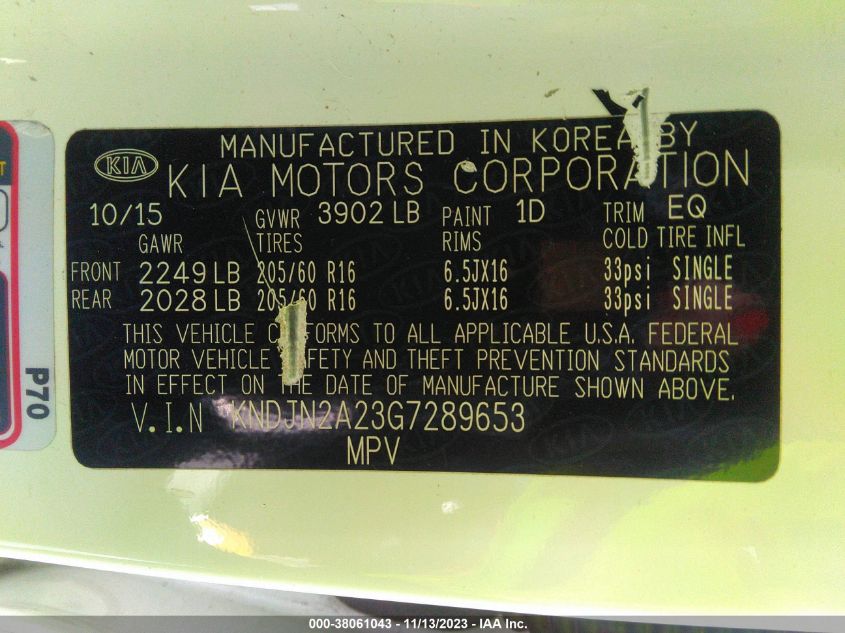 MANUFACTURED IN KOREA BY
KIA KIA MOTORS CORPORATION
10/15 GVWR 3902 LB PAINT 1D TRIM EQ
GAWR TIRES RIMS COLD TIRE INFL
FRONT 2249 LB 205/60 R16 6.5JX16 33psi SINGLE
REAR 2028 LB 205/60 R16 6.5JX16 33psi SINGLE
THIS VEHICLE CONFORMS TO ALL APPLICABLE U.S.A. FEDERAL
MOTOR VEHICLE SAFETY AND THEFT PREVENTION STANDARDS
IN EFFECT ON THE DATE OF MANUFACTURE SHOWN ABOVE.
V.I.N KNDJN2A23G7289653
MPV
P70
000-38061043 - 11/13/2023 - IAA Inc.